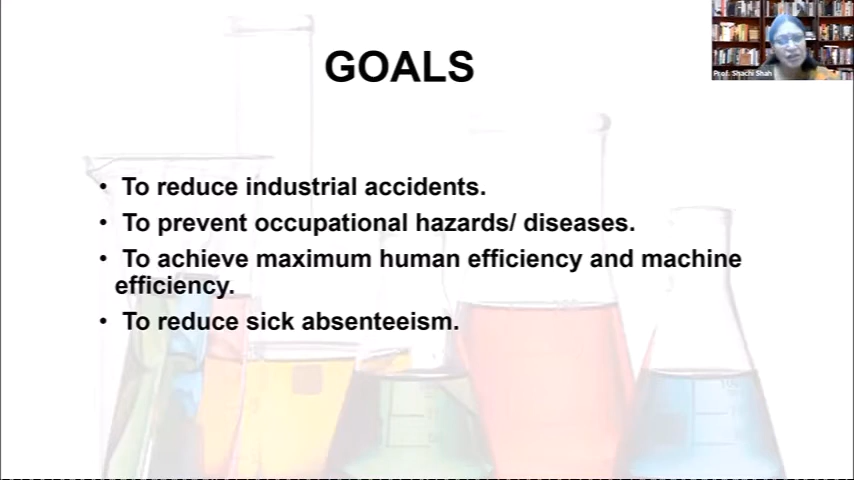 GOALS
Prof. Shachi Shah
• To reduce industrial accidents.
• To prevent occupational hazards/ diseases.
• To achieve maximum human efficiency and machine
efficiency.
• To reduce sick absenteeism.